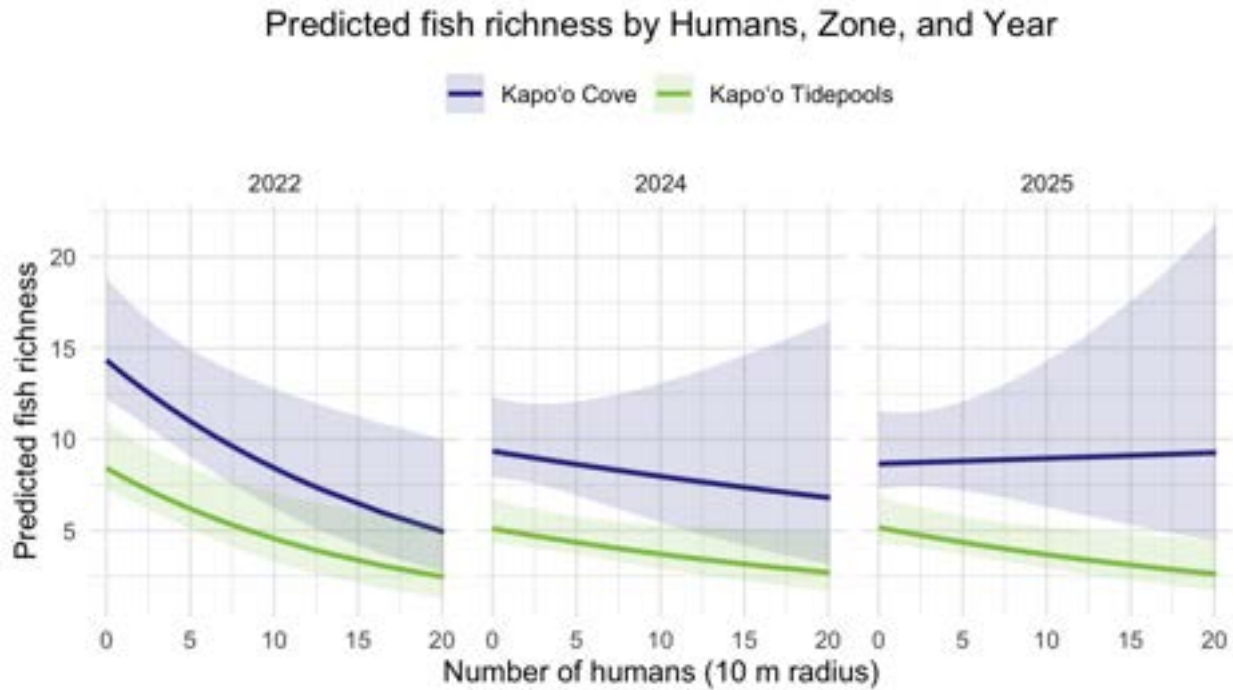 Predicted fish richness by Humans, Zone, and Year
Kapo'o Cove Kapo'o Tidepools
2022 2024 2025
Predicted fish richness
20
15
10
5
0 5 10 15 20 0 5 10 15 20 0 5 10 15 20
Number of humans (10 m radius)